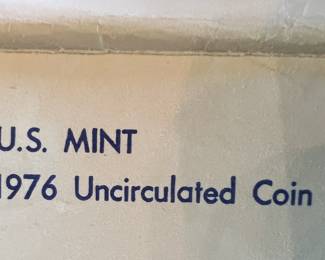 U.S. MINT
1976 Uncirculated Coin